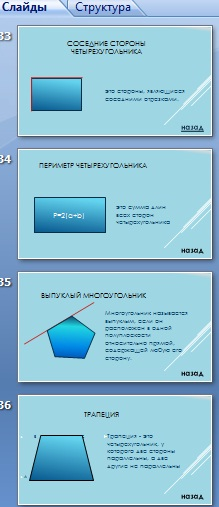 Слайды Структура
33
СОСЕДНИЕ СТОРОНЫ
ЧЕТЫРЕХУГОЛЬНИКА
Это стороны, являющиеся
соседними отрезками.
НАЗАД
34
ПЕРИМЕТР ЧЕТЫРЕХУГОЛЬНИКА
P=2(a+b)
Это сумма длин
всех сторон
четырехугольника
НАЗАД
35
ВЫПУКЛЫЙ МНОГОУГОЛЬНИК
Многоугольник называется
выпуклым, если он
расположен в одной
полуплоскости
относительно прямой,
содержащей любую его
сторону.
НАЗАД
36
ТРАПЕЦИЯ
Трапеция - это
четырехугольник, у
которого две стороны
параллельны, а две
другие не параллельны
НАЗАД